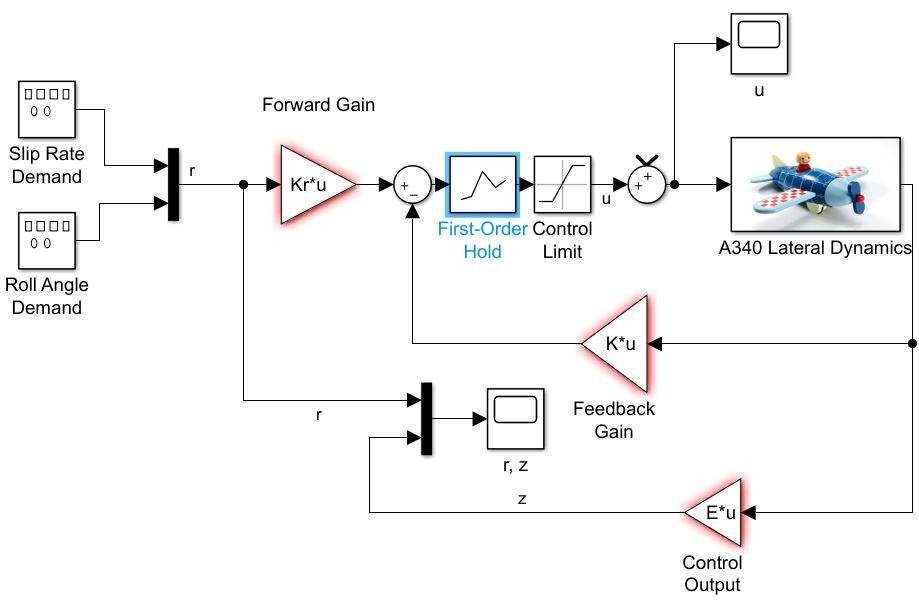 u
Forward Gain
Slip Rate
Demand
r
Kr*u
+
−
First-Order
Hold
Control
Limit
u
+
+
A340 Lateral Dynamics
Roll Angle
Demand
K*u
Feedback
Gain
r
r, z
z
E*u
Control
Output